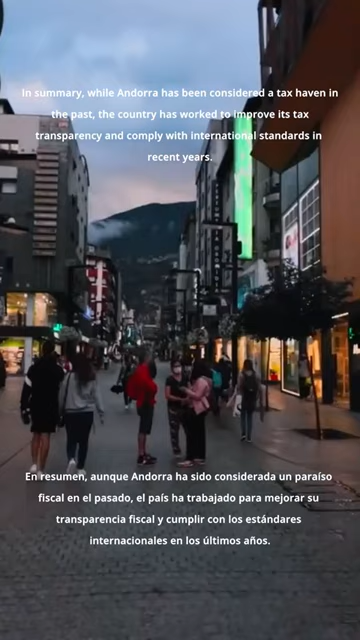 In summary, while Andorra has been considered a tax haven in
the past, the country has worked to improve its tax
transparency and comply with international standards in
recent years.
En resumen, aunque Andorra ha sido considerada un paraíso
fiscal en el pasado, el país ha trabajado para mejorar su
transparencia fiscal y cumplir con los estándares
internacionales en los últimos años.